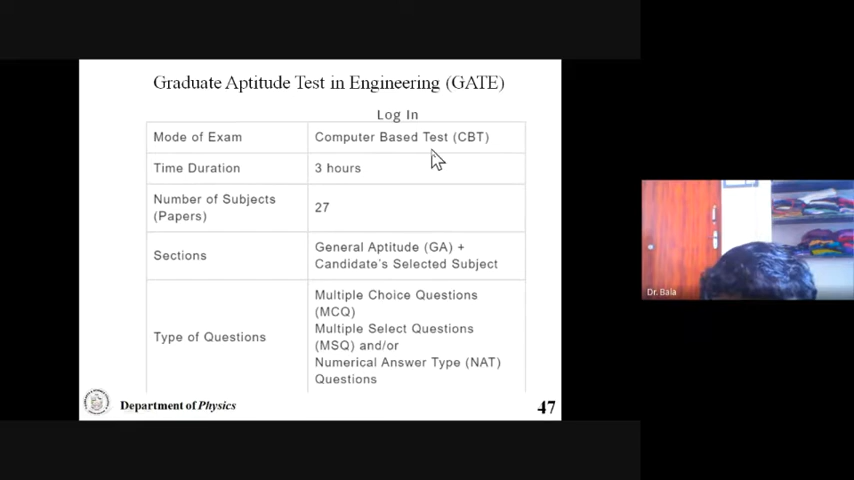 Graduate Aptitude Test in Engineering (GATE)
Log In
Mode of Exam
Computer Based Test (CBT)
Time Duration
3 hours
Number of Subjects
(Papers)
27
Sections
General Aptitude (GA) +
Candidate's Selected Subject
Type of Questions
Multiple Choice Questions
(MCQ)
Multiple Select Questions
(MSQ) and/or
Numerical Answer Type (NAT)
Questions
Department of Physics
47
Dr. Bala